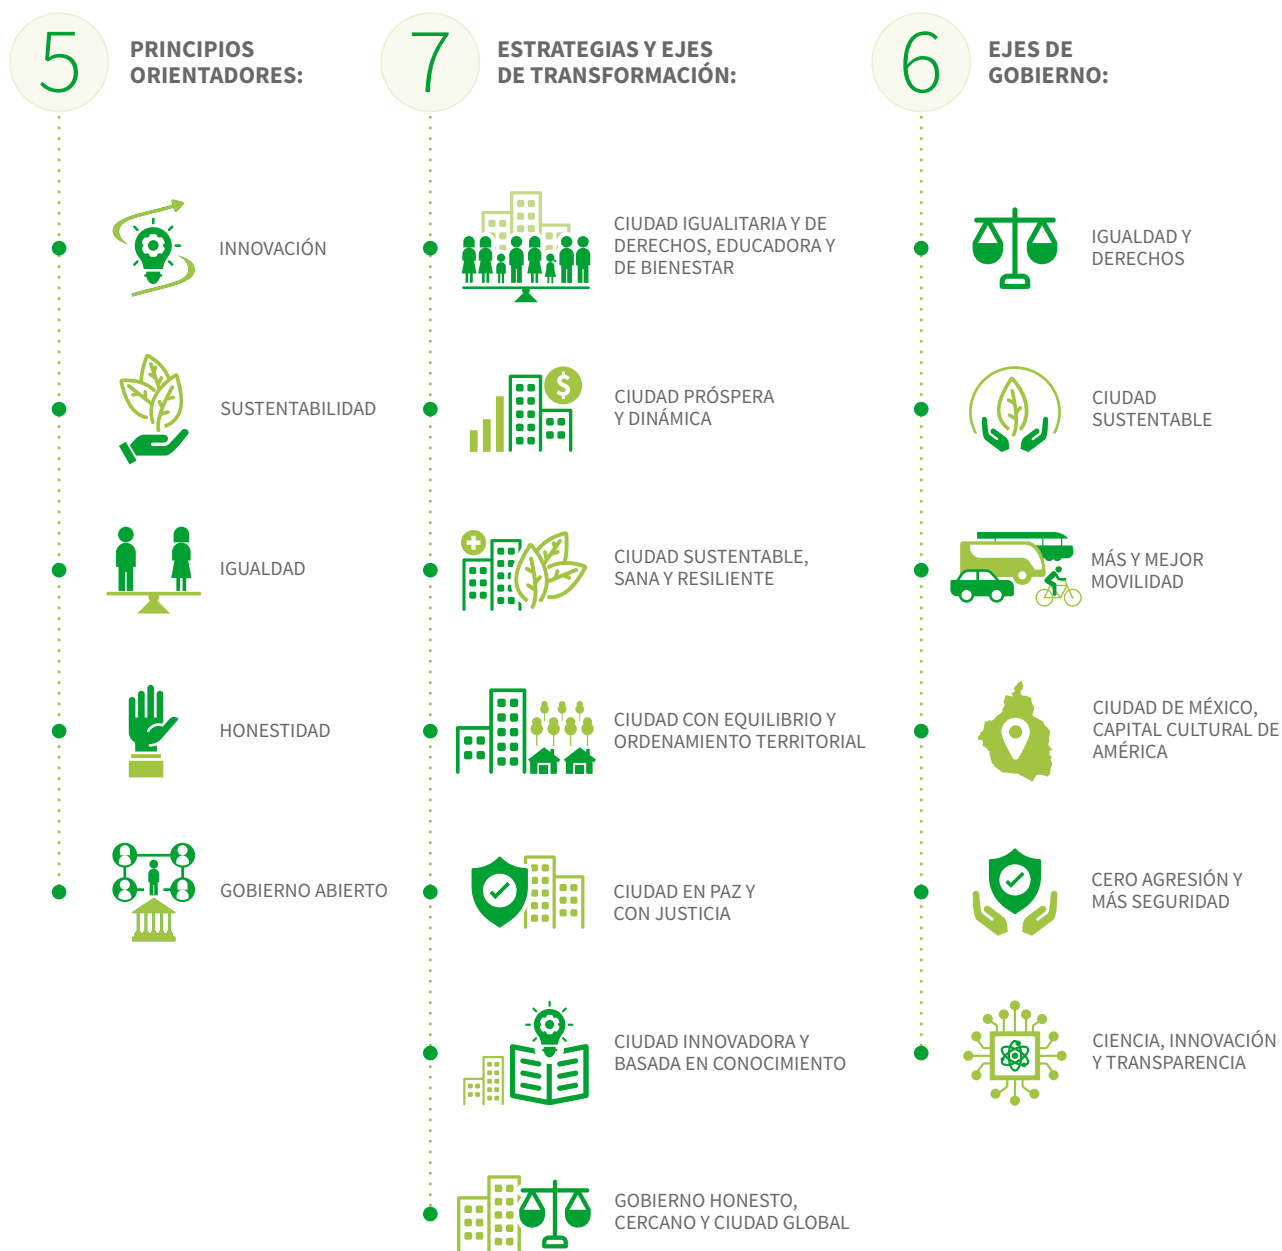 5
PRINCIPIOS
ORIENTADORES:
INNOVACIÓN
SUSTENTABILIDAD
IGUALDAD
HONESTIDAD
GOBIERNO ABIERTO
7
ESTRATEGIAS Y EJES
DE TRANSFORMACIÓN:
CIUDAD IGUALITARIA Y DE
DERECHOS, EDUCADORA Y
DE BIENESTAR
$
CIUDAD PRÓSPERA
Y DINÁMICA
CIUDAD SUSTENTABLE,
SANA Y RESILIENTE
CIUDAD CON EQUILIBRIO Y
ORDENAMIENTO TERRITORIAL
CIUDAD EN PAZ Y
CON JUSTICIA
CIUDAD INNOVADORA Y
BASADA EN CONOCIMIENTO
GOBIERNO HONESTO,
CERCANO Y CIUDAD GLOBAL
6
EJES DE
GOBIERNO:
IGUALDAD Y
DERECHOS
CIUDAD
SUSTENTABLE
MÁS Y MEJOR
MOVILIDAD
CIUDAD DE MÉXICO,
CAPITAL CULTURAL DE
AMÉRICA
CERO AGRESIÓN Y
MÁS SEGURIDAD
CIENCIA, INNOVACIÓN
Y TRANSPARENCIA